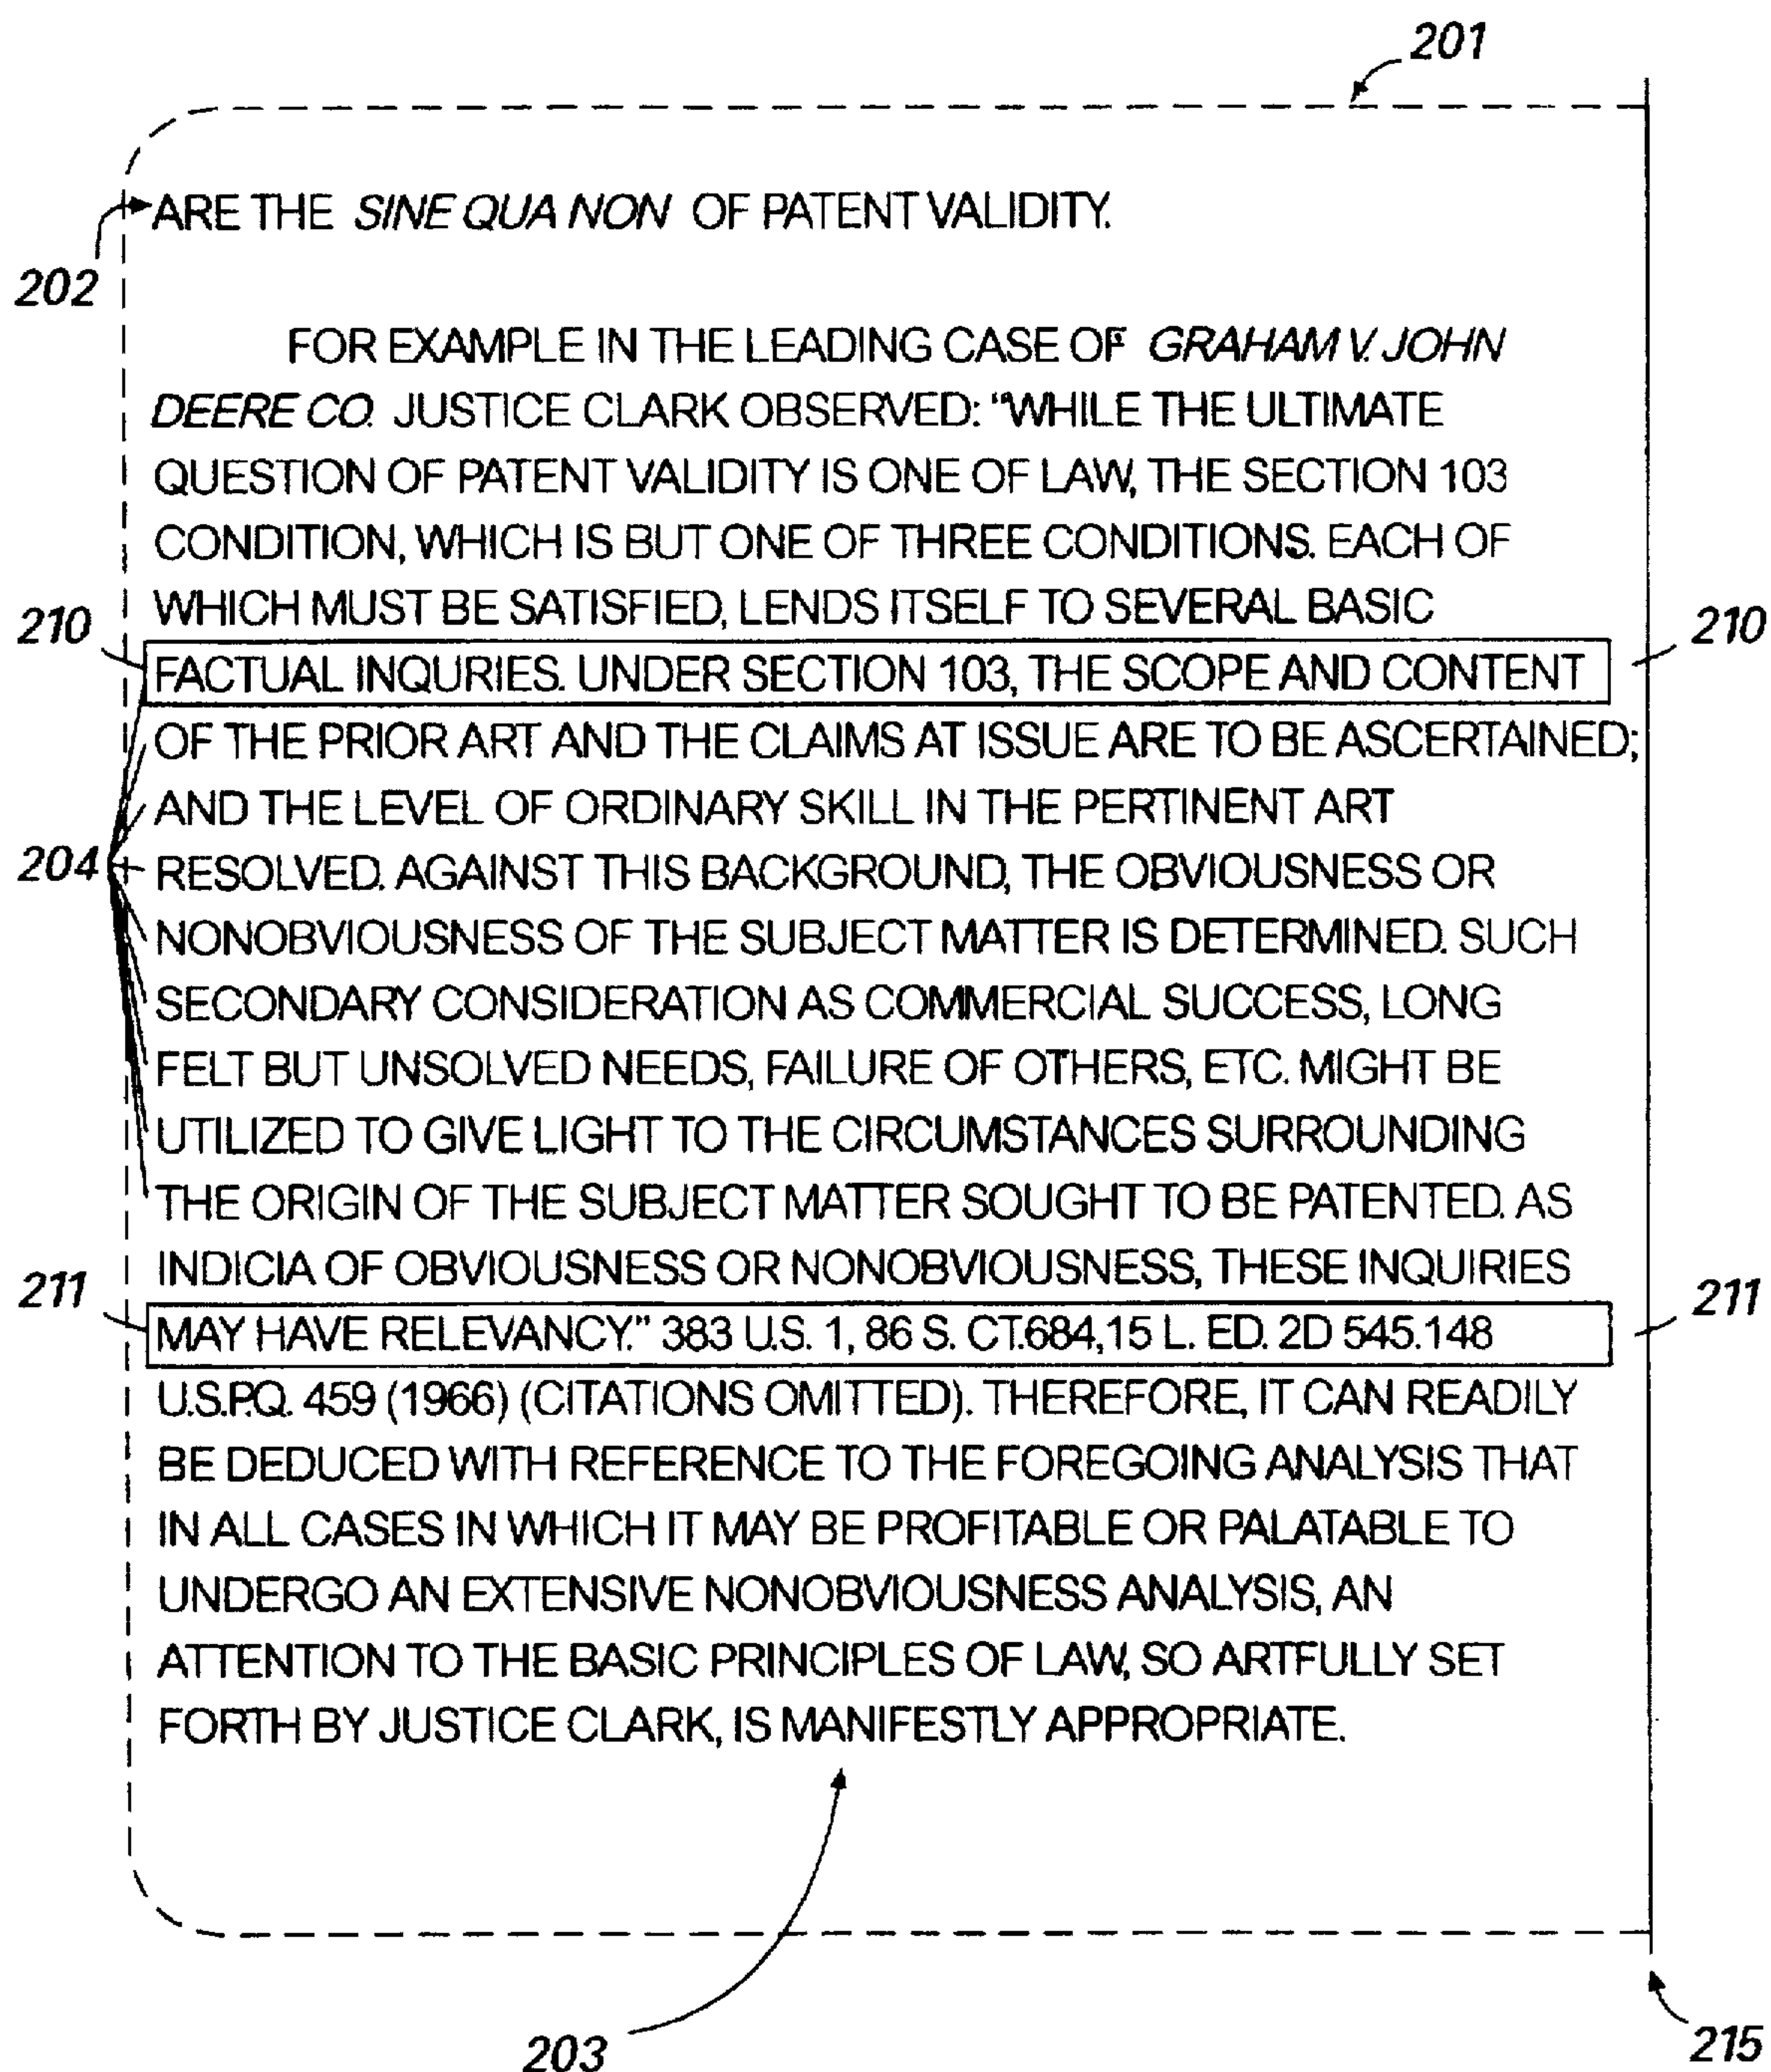 201
ARE THE SINE QUA NON OF PATENT VALIDITY.
202
FOR EXAMPLE IN THE LEADING CASE OF GRAHAM V. JOHN
DEERE CO. JUSTICE CLARK OBSERVED: "WHILE THE ULTIMATE
QUESTION OF PATENT VALIDITY IS ONE OF LAW, THE SECTION 103
CONDITION, WHICH IS BUT ONE OF THREE CONDITIONS. EACH OF
WHICH MUST BE SATISFIED, LENDS ITSELF TO SEVERAL BASIC
210 210
FACTUAL INQURIES. UNDER SECTION 103, THE SCOPE AND CONTENT
OF THE PRIOR ART AND THE CLAIMS AT ISSUE ARE TO BE ASCERTAINED;
AND THE LEVEL OF ORDINARY SKILL IN THE PERTINENT ART
204 RESOLVED. AGAINST THIS BACKGROUND, THE OBVIOUSNESS OR
NONOBVIOUSNESS OF THE SUBJECT MATTER IS DETERMINED. SUCH
SECONDARY CONSIDERATION AS COMMERCIAL SUCCESS, LONG
FELT BUT UNSOLVED NEEDS, FAILURE OF OTHERS, ETC. MIGHT BE
UTILIZED TO GIVE LIGHT TO THE CIRCUMSTANCES SURROUNDING
THE ORIGIN OF THE SUBJECT MATTER SOUGHT TO BE PATENTED. AS
INDICIA OF OBVIOUSNESS OR NONOBVIOUSNESS, THESE INQUIRIES
211 211
MAY HAVE RELEVANCY." 383 U.S. 1, 86 S. CT.684,15 L. ED. 2D 545.148
U.S.P.Q. 459 (1966) (CITATIONS OMITTED). THEREFORE, IT CAN READILY
BE DEDUCED WITH REFERENCE TO THE FOREGOING ANALYSIS THAT
IN ALL CASES IN WHICH IT MAY BE PROFITABLE OR PALATABLE TO
UNDERGO AN EXTENSIVE NONOBVIOUSNESS ANALYSIS, AN
ATTENTION TO THE BASIC PRINCIPLES OF LAW, SO ARTFULLY SET
FORTH BY JUSTICE CLARK, IS MANIFESTLY APPROPRIATE.
203
215